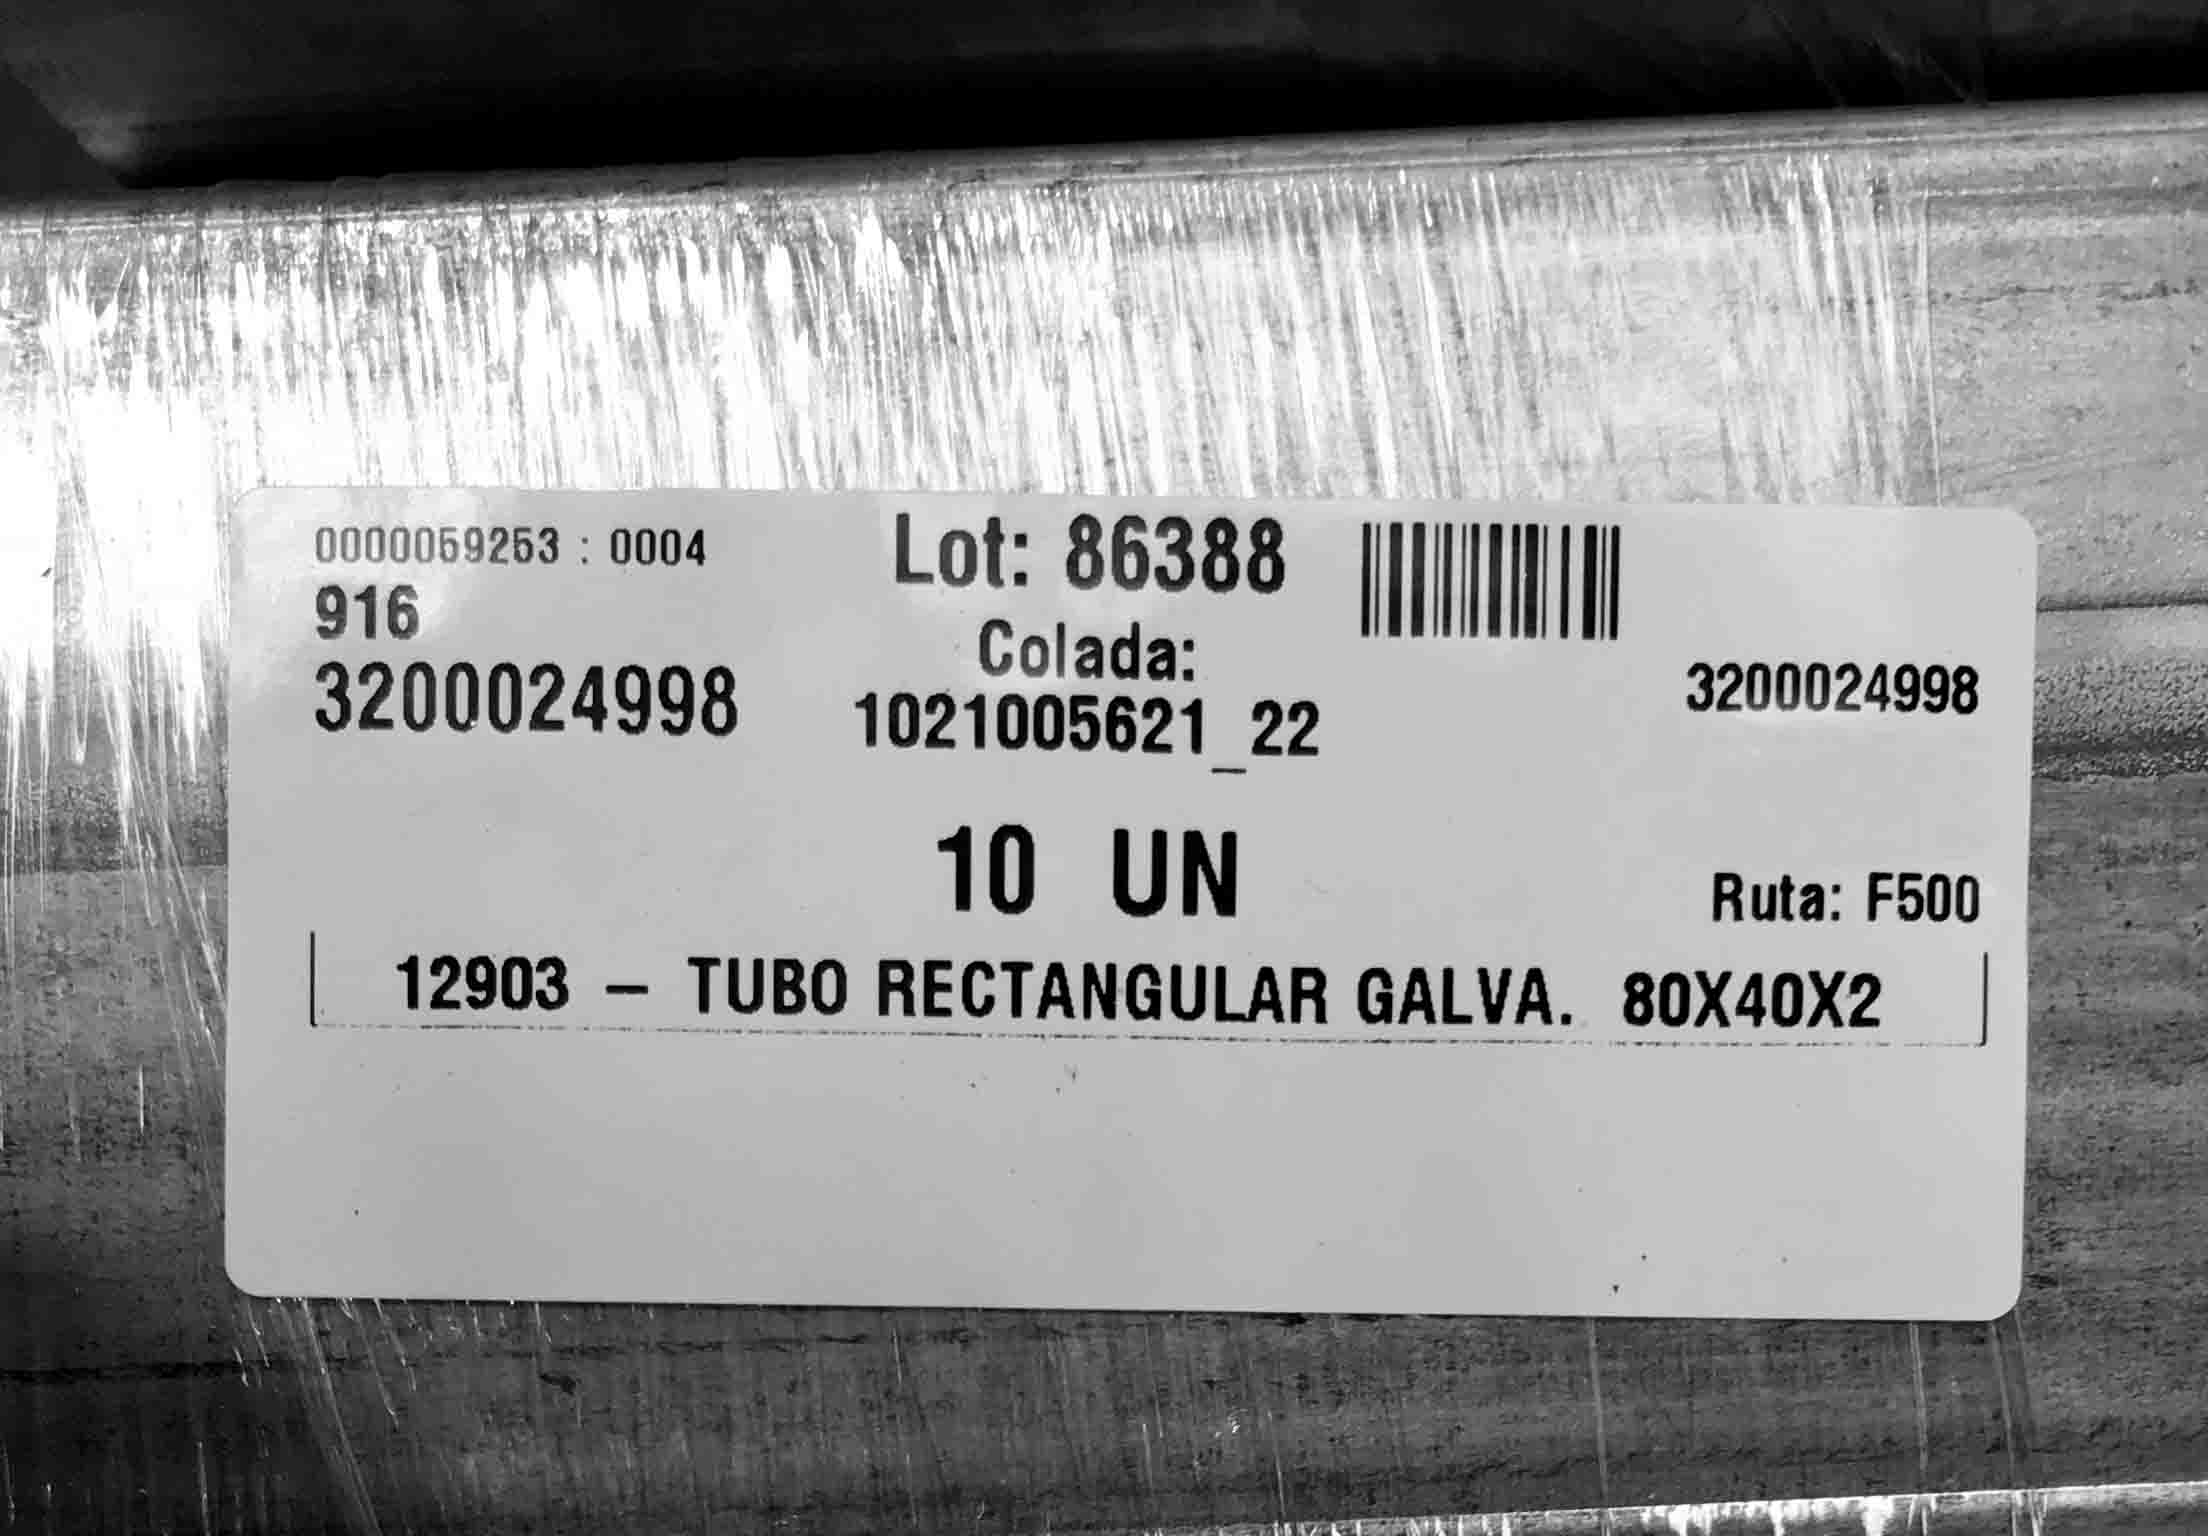 0000059253 : 0004
916
3200024998
Lot: 86388
Colada:
1021005621_22
3200024998
10 UN
Ruta: F500
12903 – TUBO RECTANGULAR GALVA. 80X40X2